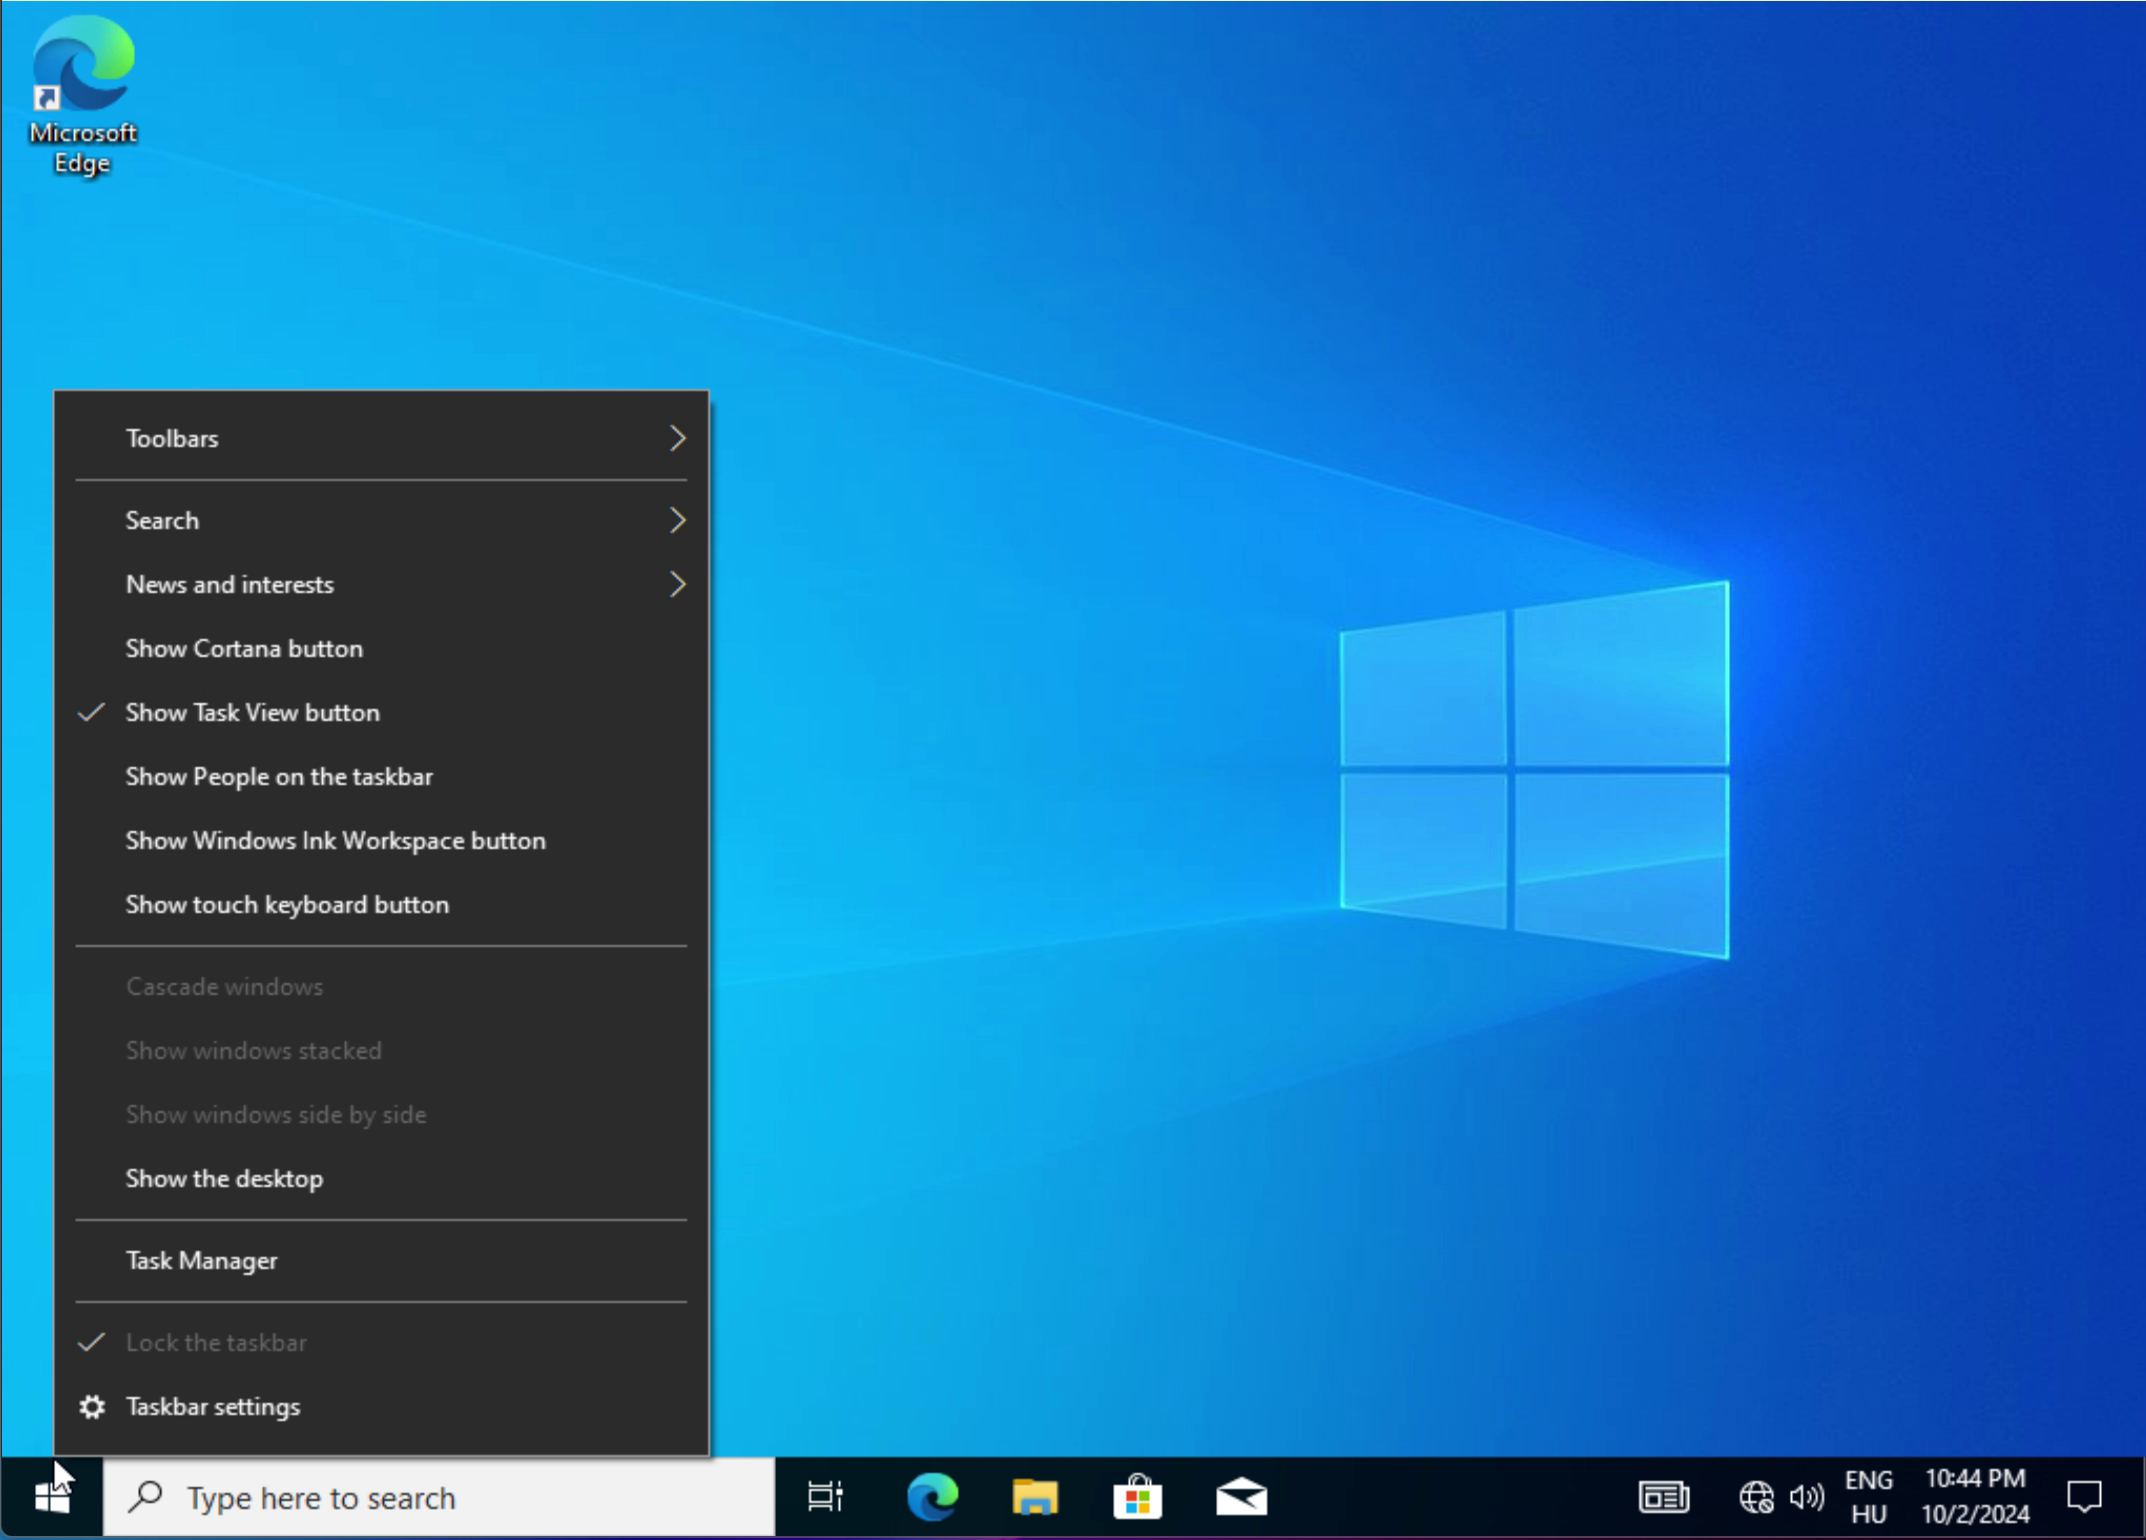 Microsoft
Edge
Toolbars
Search
News and interests
Show Cortana button
Show Task View button
Show People on the taskbar
Show Windows Ink Workspace button
Show touch keyboard button
Cascade windows
Show windows stacked
Show windows side by side
Show the desktop
Task Manager
Lock the taskbar
Taskbar settings
Type here to search
ENG
HU
10:44 PM
10/2/2024